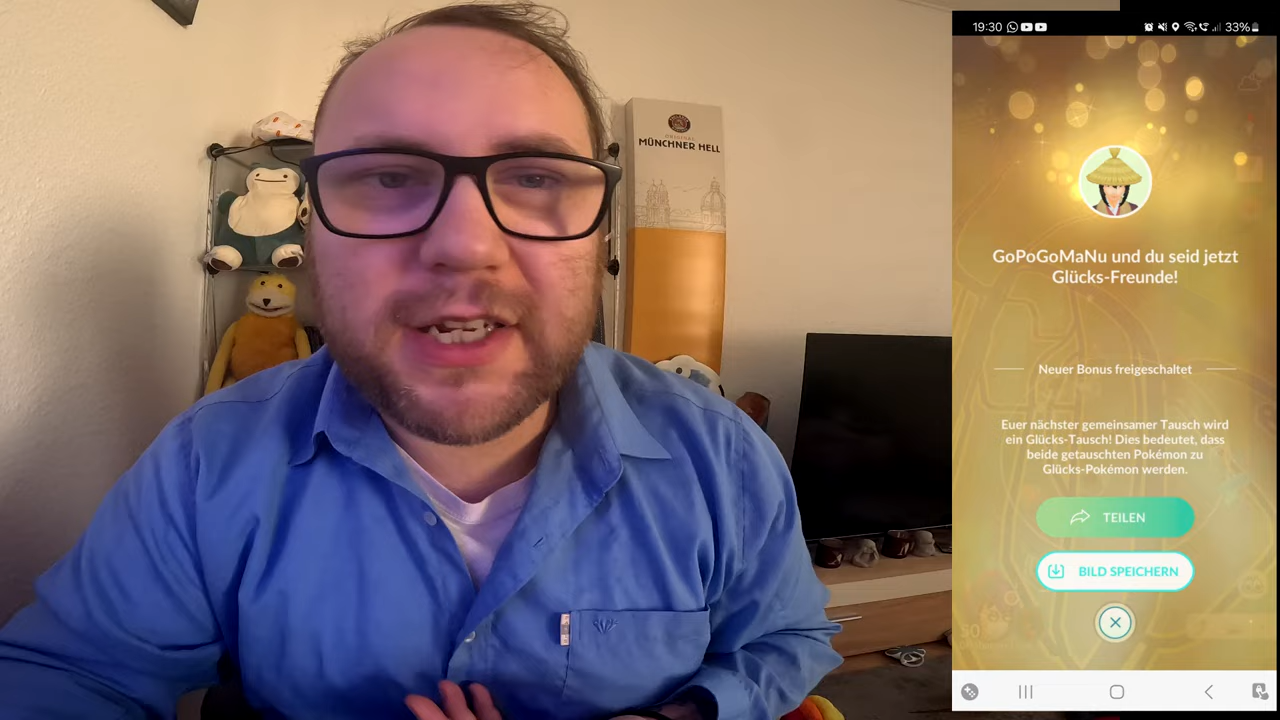 MÜNCHNER HELL
19:30
33%
GoPoGoMaNu und du seid jetzt
Glücks-Freunde!
Neuer Bonus freigeschaltet
Euer nächster gemeinsamer Tausch wird
ein Glücks-Tausch! Dies bedeutet, dass
beide getauschten Pokémon zu
Glücks-Pokémon werden.
TEILEN
BILD SPEICHERN